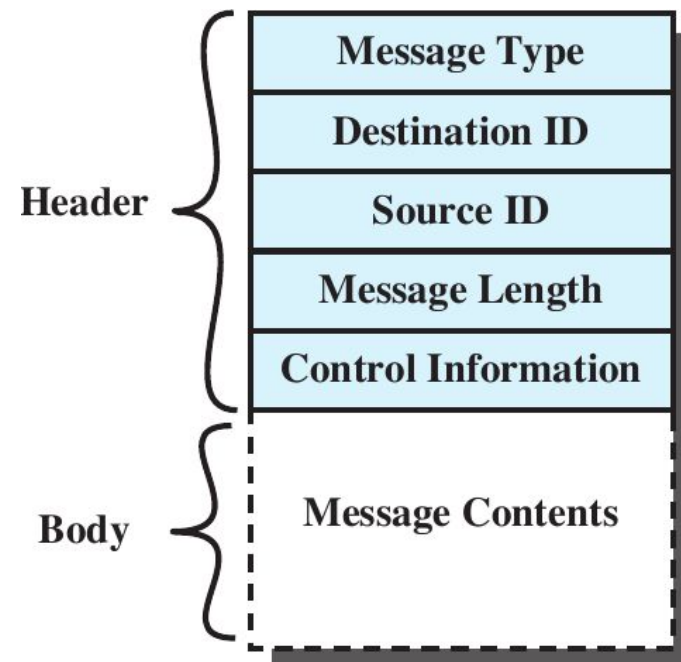 Message Type
Destination ID
Header
Source ID
Message Length
Control Information
Body
Message Contents